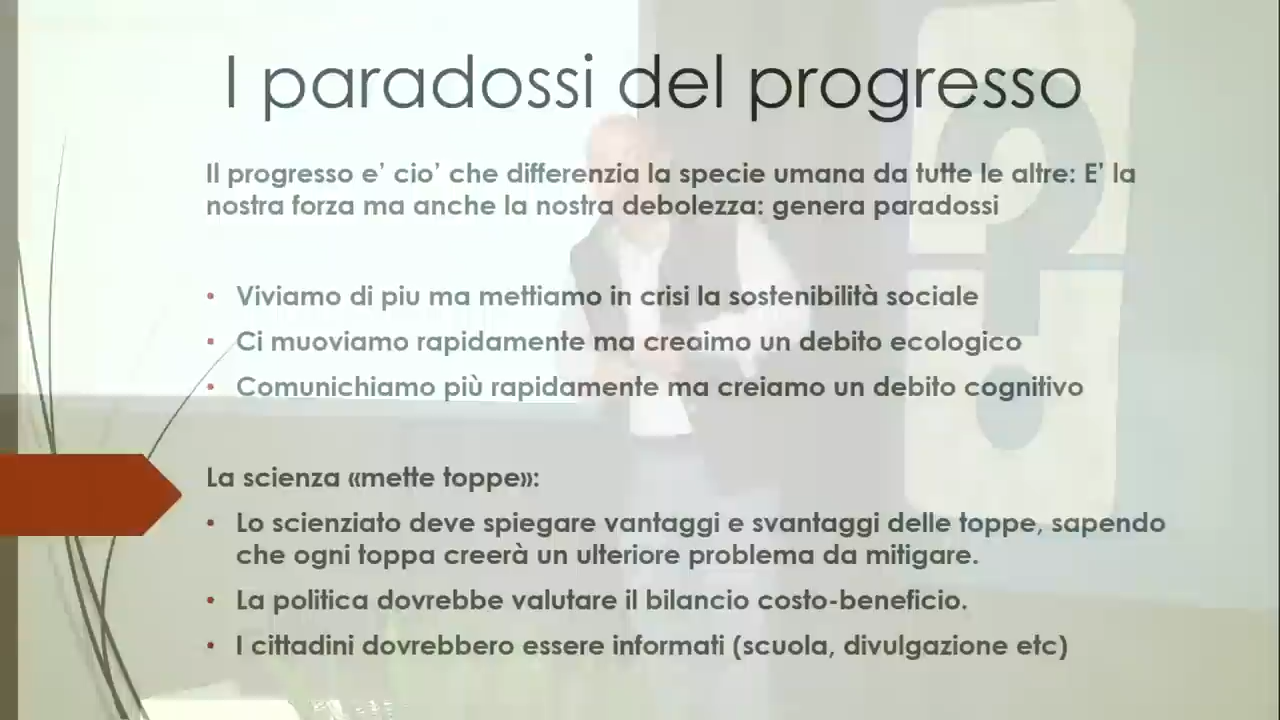 I paradossi del progresso
Il progresso e' cio' che differenzia la specie umana da tutte le altre: E' la
nostra forza ma anche la nostra debolezza: genera paradossi
• Viviamo di piu ma mettiamo in crisi la sostenibilità sociale
• Ci muoviamo rapidamente ma creaimo un debito ecologico
• Comunichiamo più rapidamente ma creiamo un debito cognitivo
La scienza «mette toppe»:
• Lo scienziato deve spiegare vantaggi e svantaggi delle toppe, sapendo
che ogni toppa creerà un ulteriore problema da mitigare.
• La politica dovrebbe valutare il bilancio costo-beneficio.
• I cittadini dovrebbero essere informati (scuola, divulgazione etc)
?